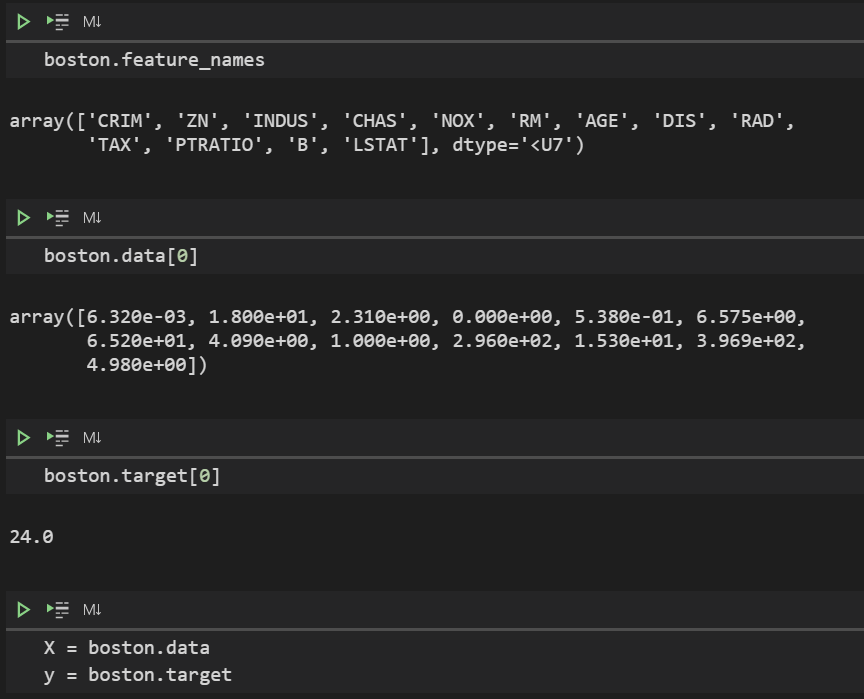 M↓
boston.feature_names
array(['CRIM', 'ZN', 'INDUS', 'CHAS', 'NOX', 'RM', 'AGE', 'DIS', 'RAD',
'TAX', 'PTRATIO', 'B', 'LSTAT'], dtype='<U7')
M↓
boston.data[0]
array([6.320e-03, 1.800e+01, 2.310e+00, 0.000e+00, 5.380e-01, 6.575e+00,
6.520e+01, 4.090e+00, 1.000e+00, 2.960e+02, 1.530e+01, 3.969e+02,
4.980e+00])
M↓
boston.target[0]
24.0
M↓
X = boston.data
y = boston.target